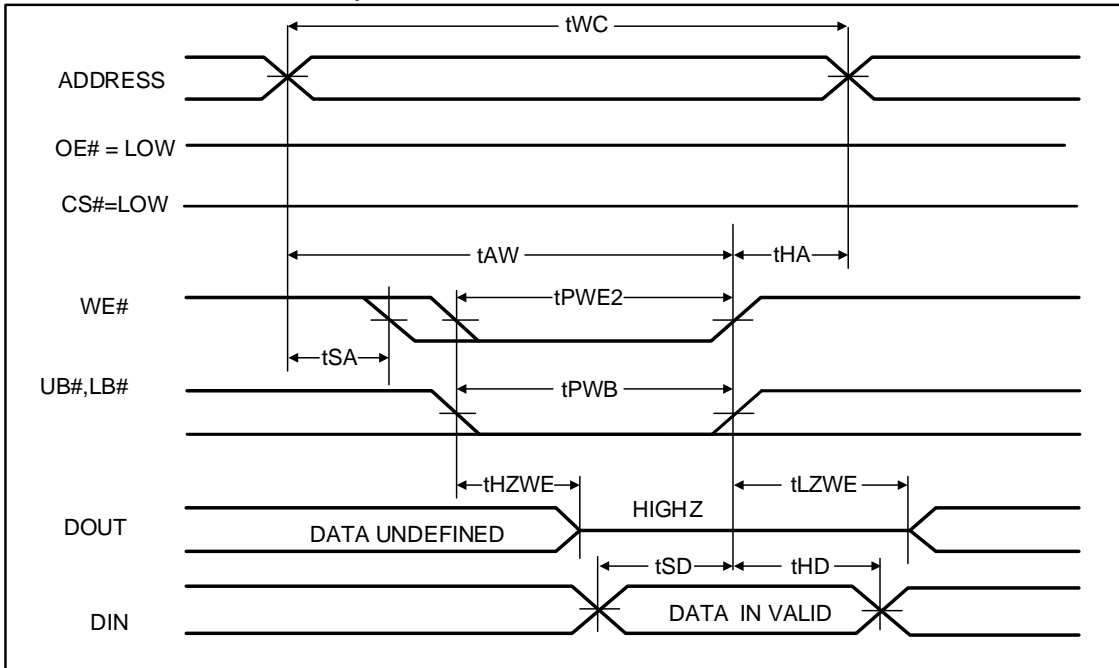 tWC
ADDRESS
OE# = LOW
CS#=LOW
tAW
tHA
WE#
tPWE2
tSA
UB#,LB#
tPWB
tHZWE
tLZWE
HIGHZ
DOUT
DATA UNDEFINED
tSD
tHD
DIN
DATA IN VALID